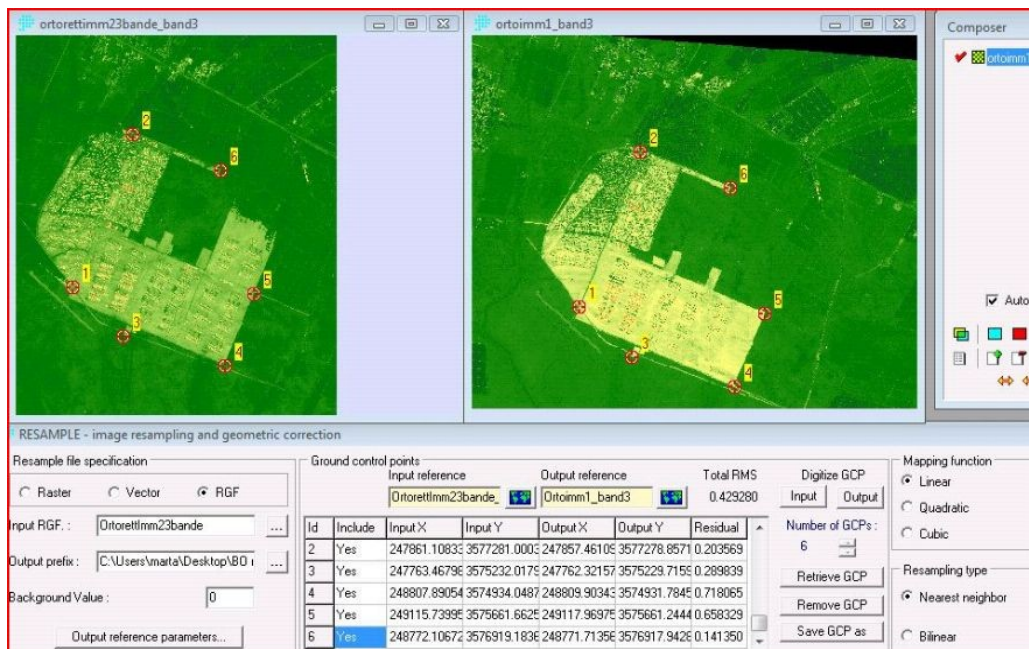 ortorettimm23bande_band3
ortoimm1_band3
Composer
2
6
1
5
3
4
2
6
1
5
3
4
ortoimm1
Auto
RESAMPLE - image resampling and geometric correction
Resample file specification
Raster Vector RGF
Input RGF. : OrtorettImm23bande ...
Output prefix : C:\Users\marta\Desktop\BO ...
Background Value : 0
Output reference parameters...
Ground control points
Input reference Output reference Total RMS
OrtorettImm23bande_ Ortoimm1_band3 0.429280
Id Include Input X Input Y Output X Output Y Residual
2 Yes 247861.10833 3577281.0003 247857.46109 3577278.8571 0.203569
3 Yes 247763.46798 3575232.0179 247762.32157 3575229.7159 0.289839
4 Yes 248807.89054 3574934.0487 248809.90343 3574931.7845 0.718065
5 Yes 249115.73995 3575661.6625 249117.96975 3575661.2444 0.658329
6 Yes 248772.10672 3576919.1836 248771.71356 3576917.9428 0.141350
Digitize GCP
Input Output
Number of GCPs :
6
Retrieve GCP
Remove GCP
Save GCP as
Mapping function
Linear
Quadratic
Cubic
Resampling type
Nearest neighbor
Bilinear